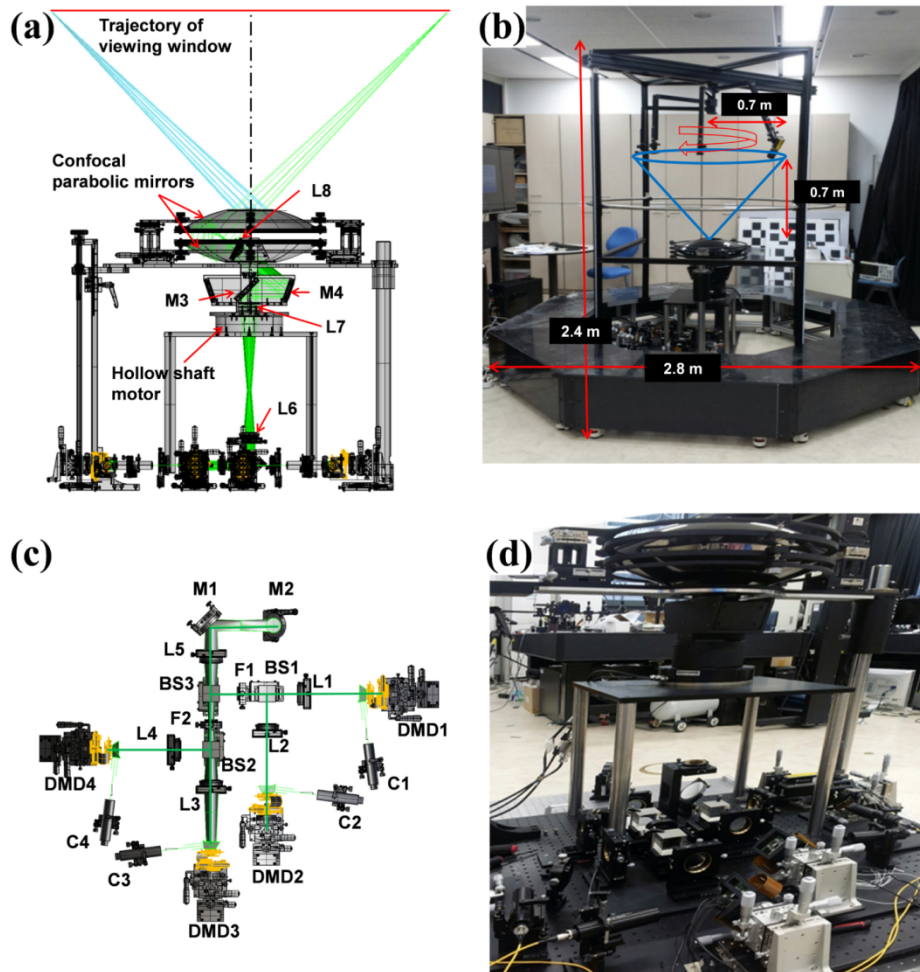 (a)
Trajectory of
viewing window
Confocal
parabolic mirrors
L8
M3
M4
L7
Hollow shaft
motor
L6
(b)
0.7 m
0.7 m
2.4 m
2.8 m
(c)
M1
M2
L5
F1
BS1
L1
BS3
F2
L4
L2
DMD1
BS2
DMD4
L3
C1
C2
C4
C3
DMD2
DMD3
(d)